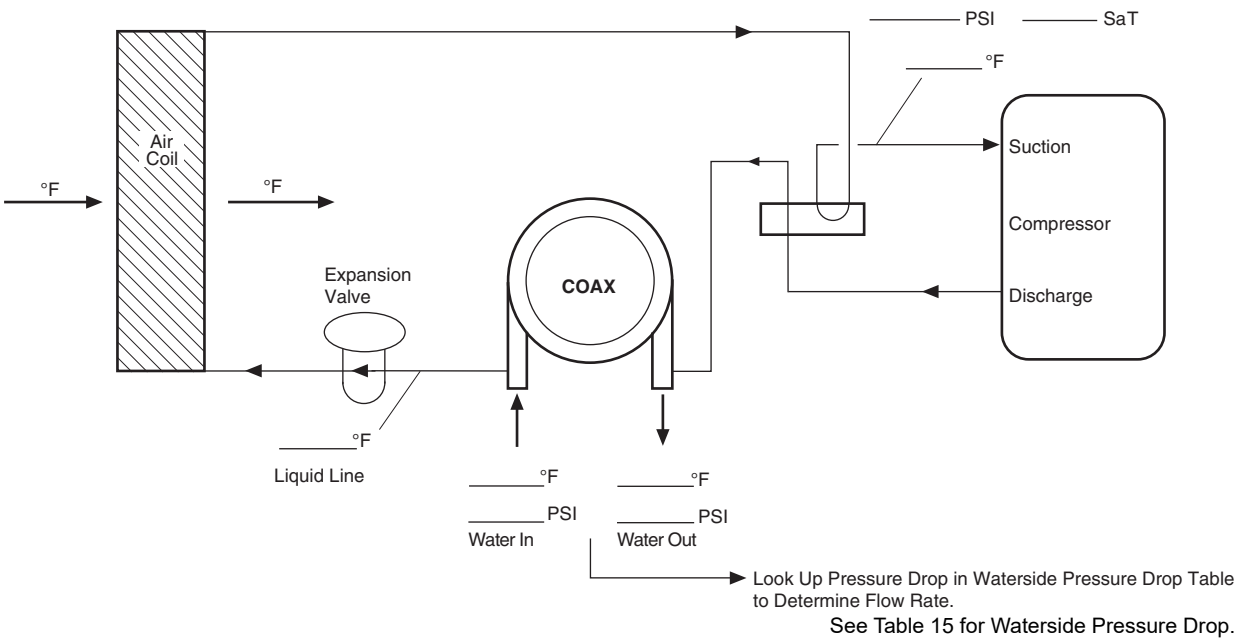 PSI SaT
°F
Air
Coil
Suction
°F
°F
Compressor
Expansion
Valve
COAX
Discharge
°F
Liquid Line
°F
°F
PSI
PSI
Water In
Water Out
Look Up Pressure Drop in Waterside Pressure Drop Table
to Determine Flow Rate.
See Table 15 for Waterside Pressure Drop.